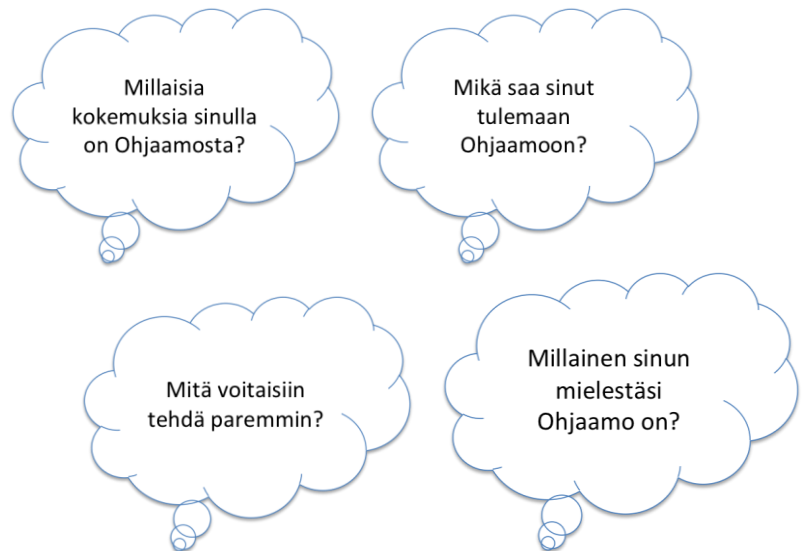 Millaisia
kokemuksia sinulla
on Ohjaamosta?
Mikä saa sinut
tulemaan
Ohjaamoon?
Mitä voitaisiin
tehdä paremmin?
Millainen sinun
mielestäsi
Ohjaamo on?